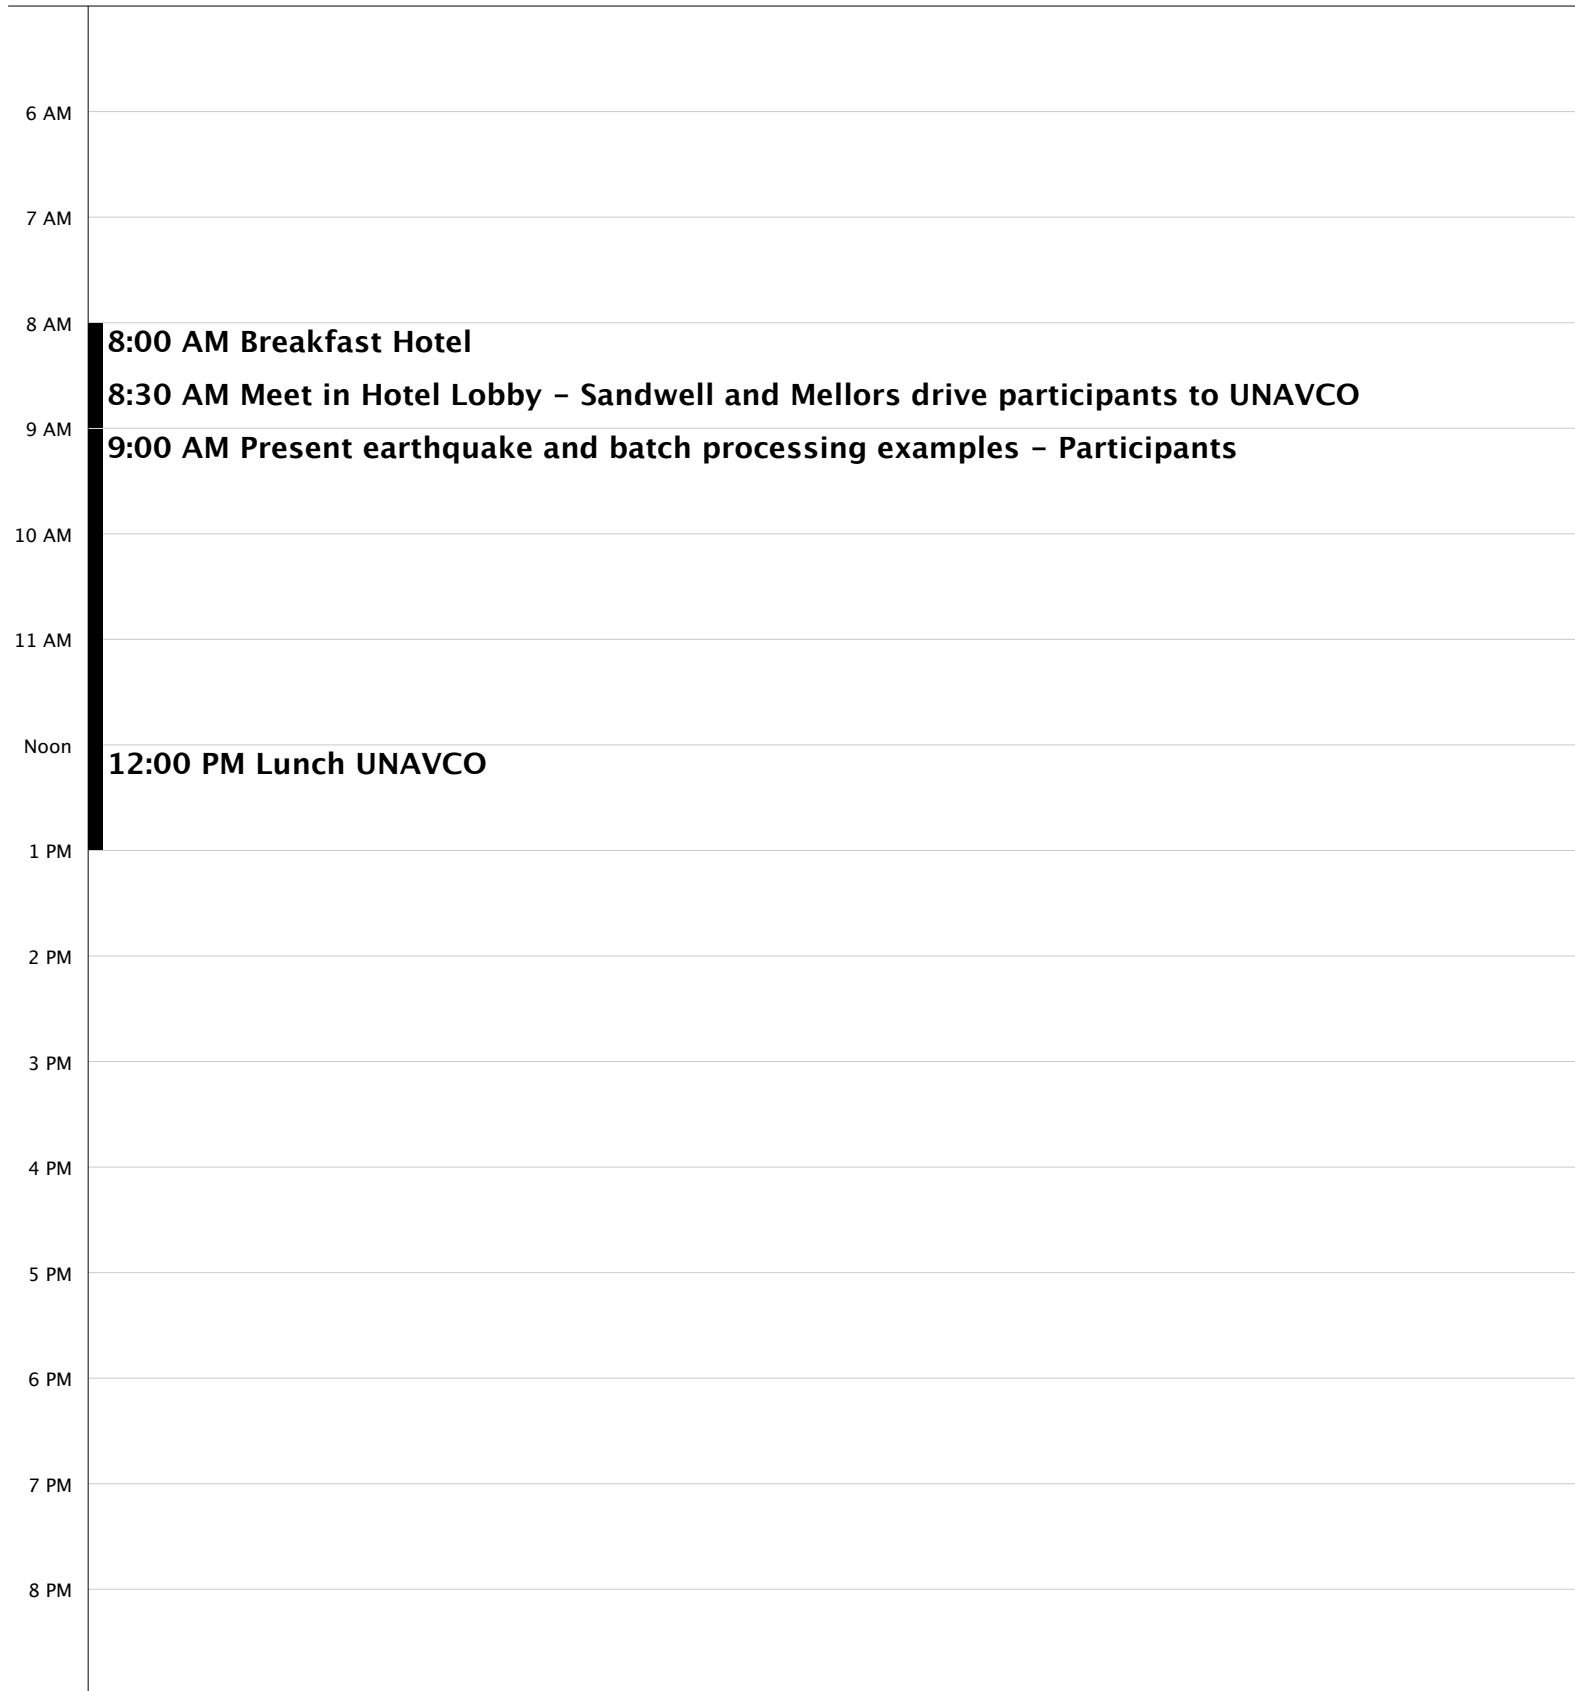 6 AM
7 AM
8 AM
8:00 AM Breakfast Hotel
8:30 AM Meet in Hotel Lobby – Sandwell and Mellors drive participants to UNAVCO
9 AM
9:00 AM Present earthquake and batch processing examples – Participants
10 AM
11 AM
Noon
12:00 PM Lunch UNAVCO
1 PM
2 PM
3 PM
4 PM
5 PM
6 PM
7 PM
8 PM